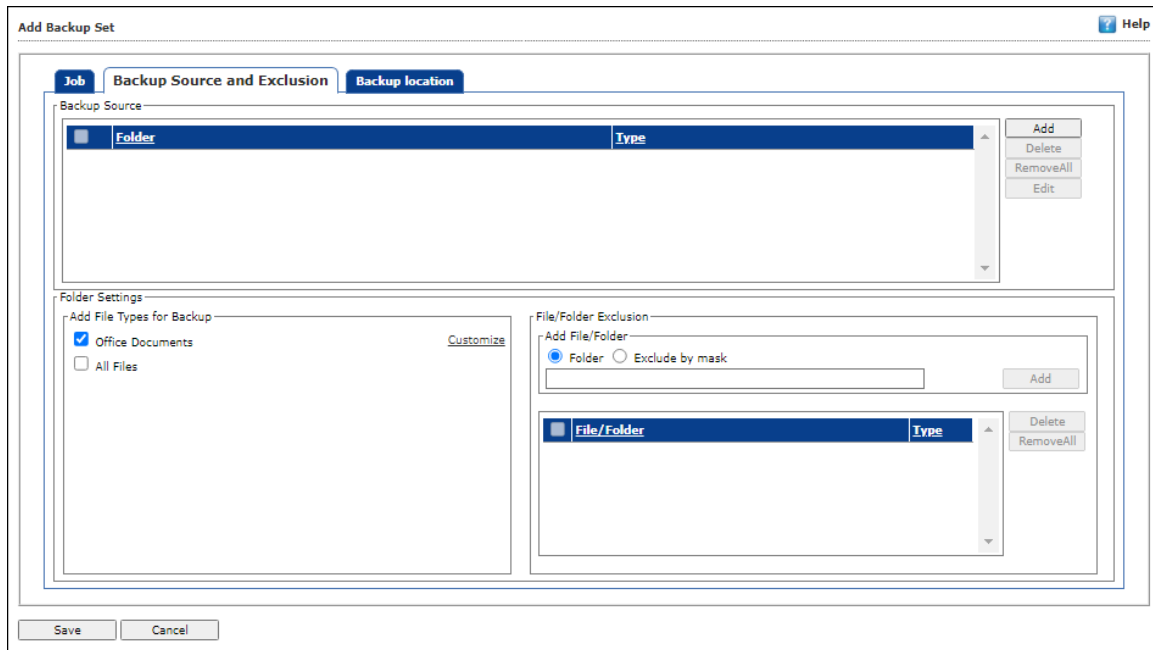 Add Backup Set
? Help
Job Backup Source and Exclusion Backup location
Backup Source
Folder Type
Add
Delete
RemoveAll
Edit
Folder Settings
Add File Types for Backup
Office Documents Customize
All Files
File/Folder Exclusion
Add File/Folder
Folder Exclude by mask
Add
File/Folder Type
Delete
RemoveAll
Save Cancel